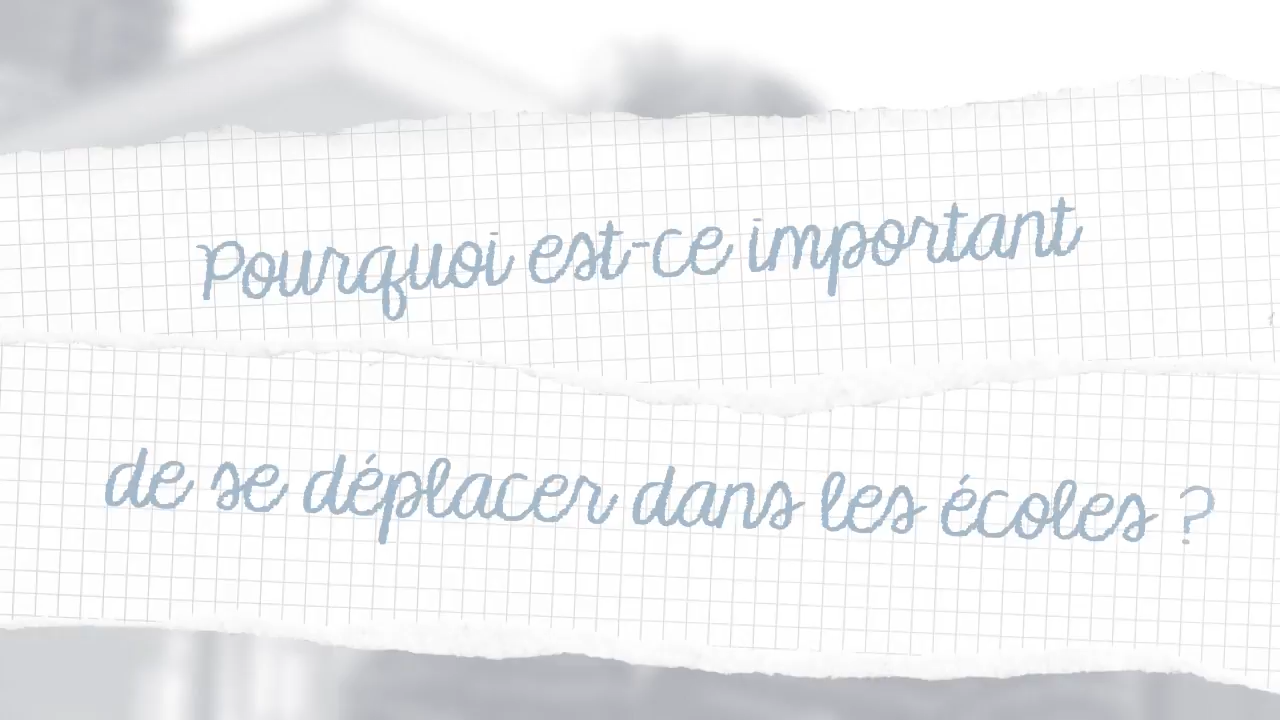 Pourquoi est-ce important
de se déplacer dans les écoles ?